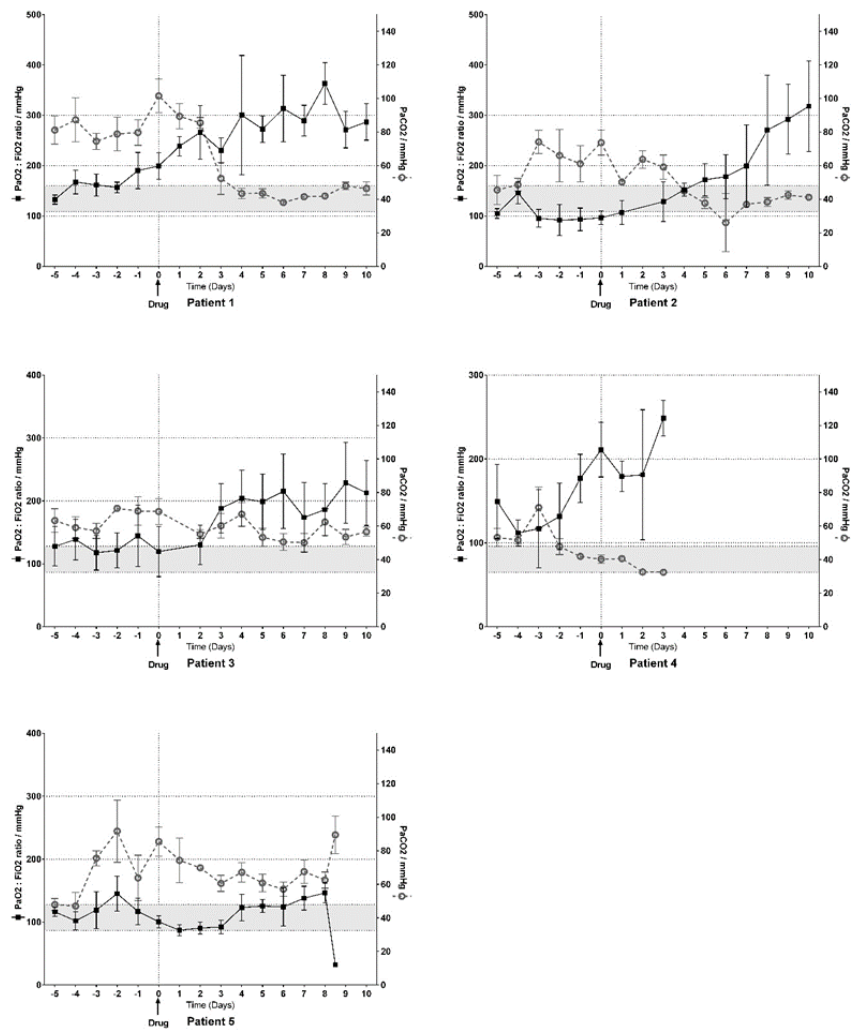 500
400
300
200
100
0
PaO2 : FiO2 ratio / mmHg
140
120
100
80
60
40
20
0
PaCO2 / mmHg
-5 -4 -3 -2 -1 0 1 2 3 4 5 6 7 8 9 10
Time (Days)
Drug
Patient 1
500
400
300
200
100
0
PaO2 : FiO2 ratio / mmHg
140
120
100
80
60
40
20
0
PaCO2 / mmHg
-5 -4 -3 -2 -1 0 1 2 3 4 5 6 7 8 9 10
Time (Days)
Drug
Patient 2
400
300
200
100
0
PaO2 : FiO2 ratio / mmHg
140
120
100
80
60
40
20
0
PaCO2 / mmHg
-5 -4 -3 -2 -1 0 1 2 3 4 5 6 7 8 9 10
Time (Days)
Drug
Patient 3
300
200
100
0
PaO2 : FiO2 ratio / mmHg
140
120
100
80
60
40
20
0
PaCO2 / mmHg
-5 -4 -3 -2 -1 0 1 2 3 4 5 6 7 8 9 10
Time (Days)
Drug
Patient 4
400
300
200
100
0
PaO2 : FiO2 ratio / mmHg
140
120
100
80
60
40
20
0
PaCO2 / mmHg
-5 -4 -3 -2 -1 0 1 2 3 4 5 6 7 8 9 10
Time (Days)
Drug
Patient 5